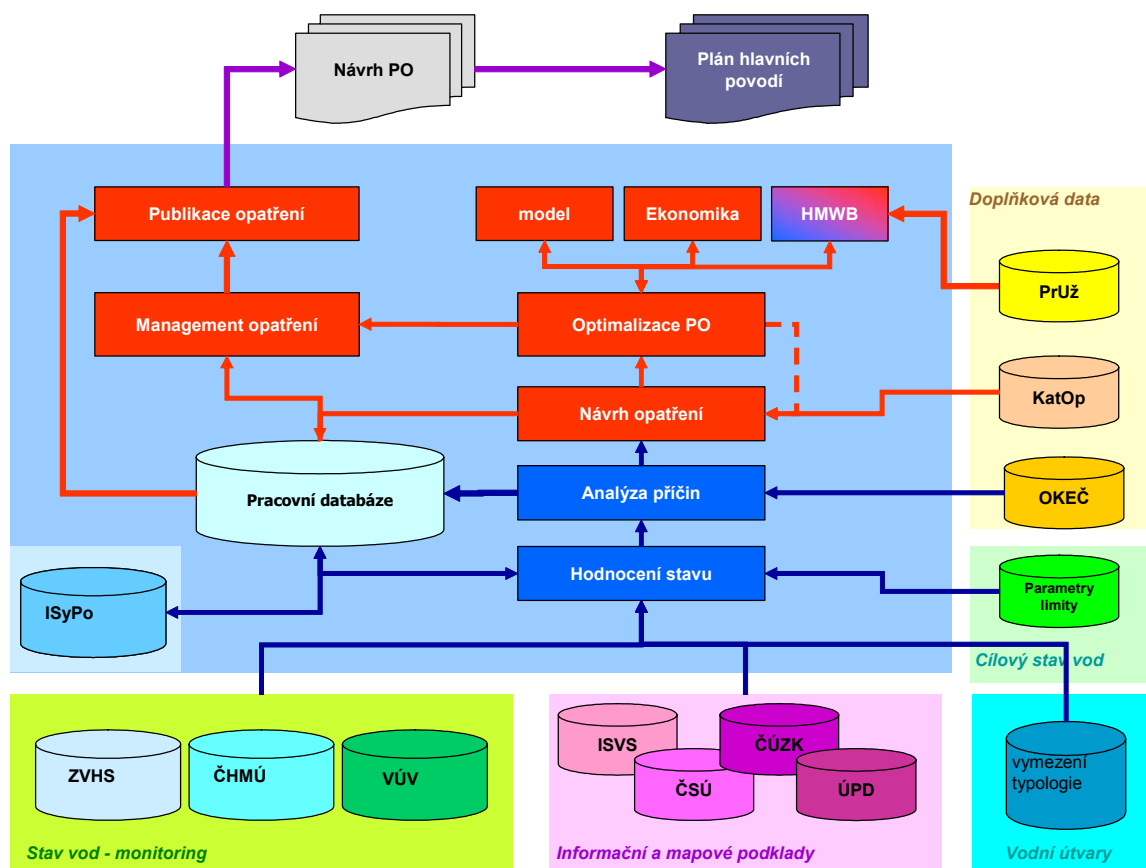 Návrh PO
Plán hlavních
povodí
Publikace opatření
model
Ekonomika
HMWB
Doplňková data
PrUž
Management opatření
Optimalizace PO
KatOp
Návrh opatření
Pracovní databáze
Analýza příčin
OKEČ
Hodnocení stavu
ISyPo
Parametry
limity
Cílový stav vod
ZVHS
ČHMÚ
VÚV
ISVS
ČÚZK
ČSÚ
ÚPD
vymezení
typologie
Stav vod - monitoring
Informační a mapové podklady
Vodní útvary